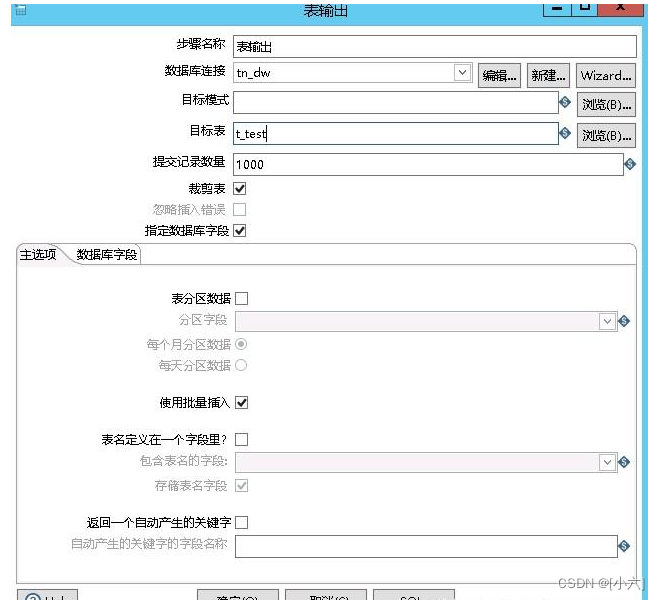 表输出
步骤名称 表输出
数据库连接 tn_dw 编辑... 新建... Wizard...
目标模式 浏览(B)...
目标表 t_test 浏览(B)...
提交记录数量 1000
裁剪表
忽略插入错误
指定数据库字段
主选项 数据库字段
表分区数据
分区字段
每个月分区数据
每天分区数据
使用批量插入
表名定义在一个字段里?
包含表名的字段:
存储表名字段
返回一个自动产生的关键字
自动产生的关键字的字段名称
Help 确定(O) 取消(C) SQL
CSDN @[小六]